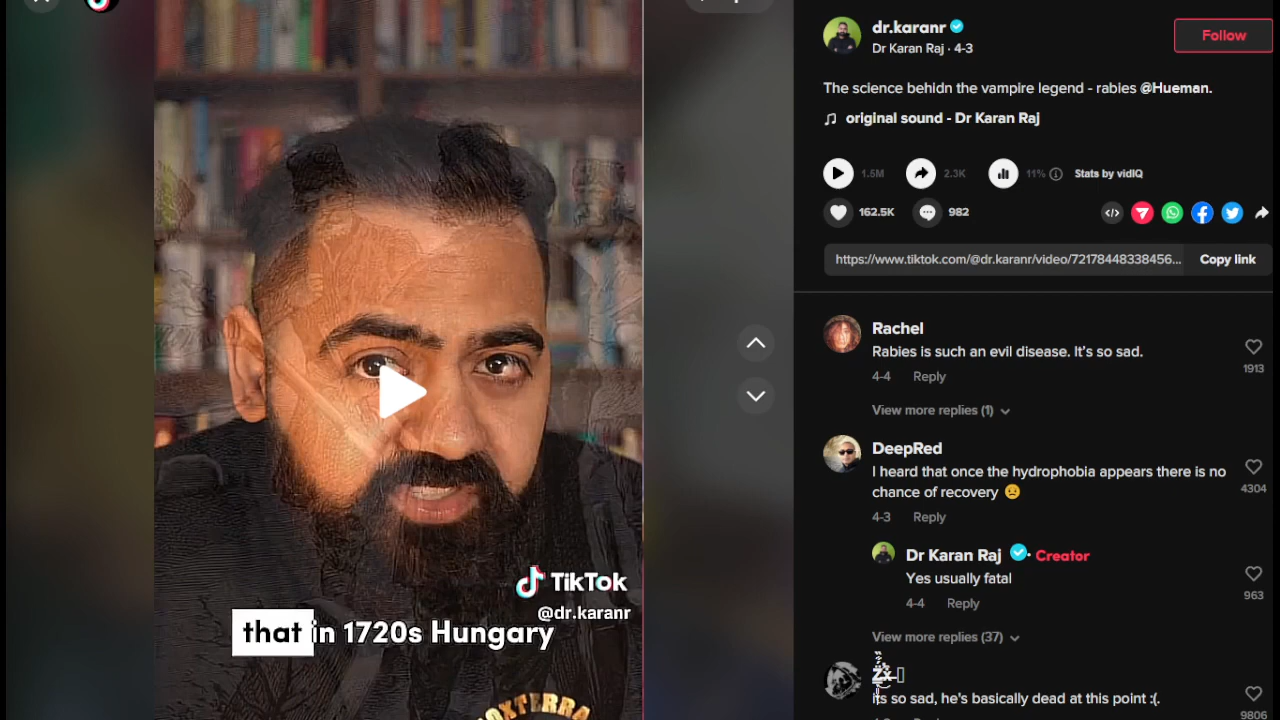 TikTok
@dr.karanr
that in 1720s Hungary
dr.karanr
Dr Karan Raj · 4-3
Follow
The science behidn the vampire legend - rabies @Hueman.
original sound - Dr Karan Raj
1.5M
2.3K
11%
Stats by vidIQ
162.5K
982
https://www.tiktok.com/@dr.karanr/video/72178448338456...
Copy link
Rachel
Rabies is such an evil disease. It's so sad.
1913
4-4 Reply
View more replies (1)
DeepRed
I heard that once the hydrophobia appears there is no
chance of recovery 😟
4304
4-3 Reply
Dr Karan Raj · Creator
Yes usually fatal
963
4-4 Reply
View more replies (37)
its so sad, he's basically dead at this point :(.
9806